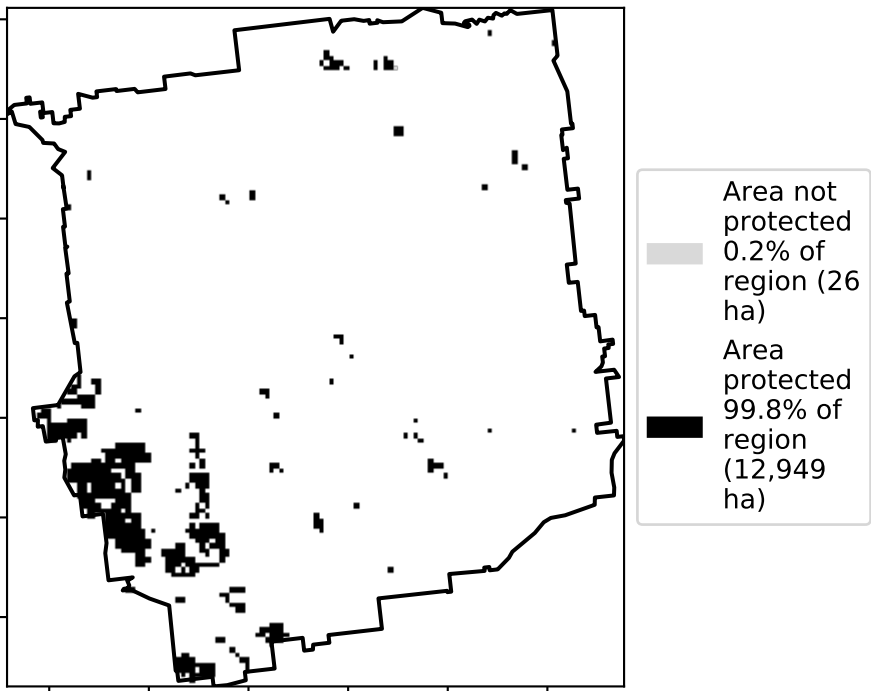 Area not
protected
0.2% of
region (26
ha)
Area
protected
99.8% of
region
(12,949
ha)